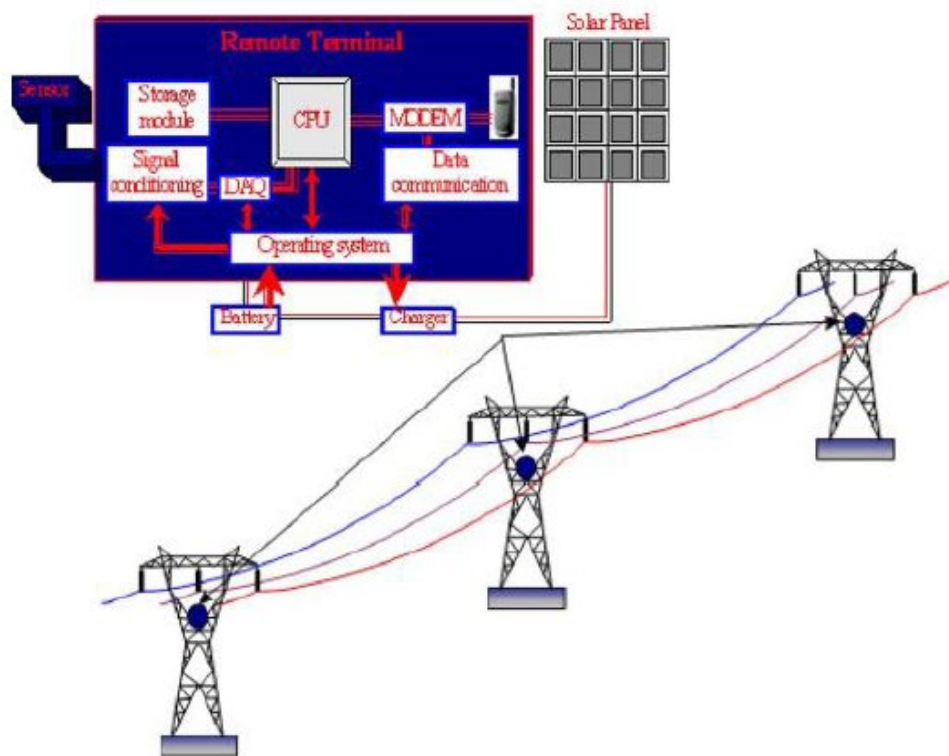 Solar Panel
Remote Terminal
Sensor
Storage
module
CPU
MODEM
Signal
conditioning
DAQ
Data
communication
Operating system
Battery
Charger